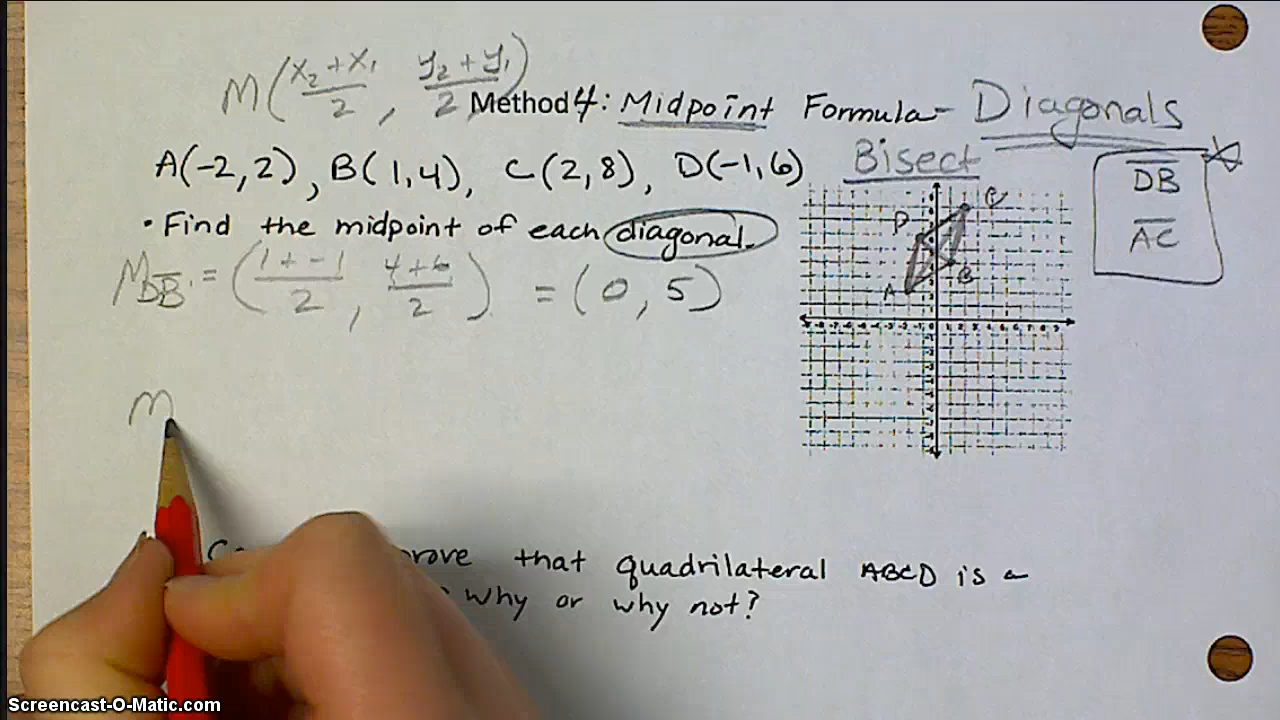 M(x₂+x₁/2, y₂+y₁/2)
Method 4: Midpoint Formula- Diagonals
Bisect
A(-2,2), B(1,4), C(2,8), D(-1,6)
DB
AC
• Find the midpoint of each diagonal.
M DB = (1+-1/2, 4+6/2) = (0,5)
D C
A B
M
prove that quadrilateral ABCD is a
why or why not?
Screencast-O-Matic.com